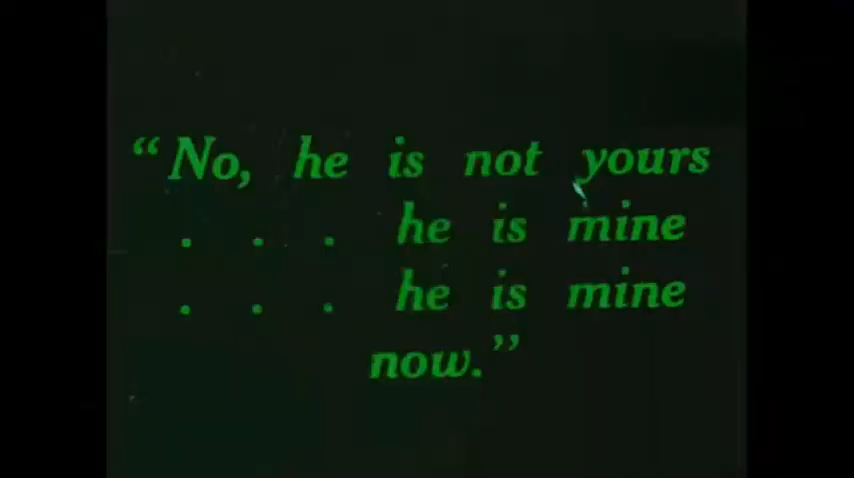 “No, he is not yours
. . . he is mine
. . . he is mine
now.”